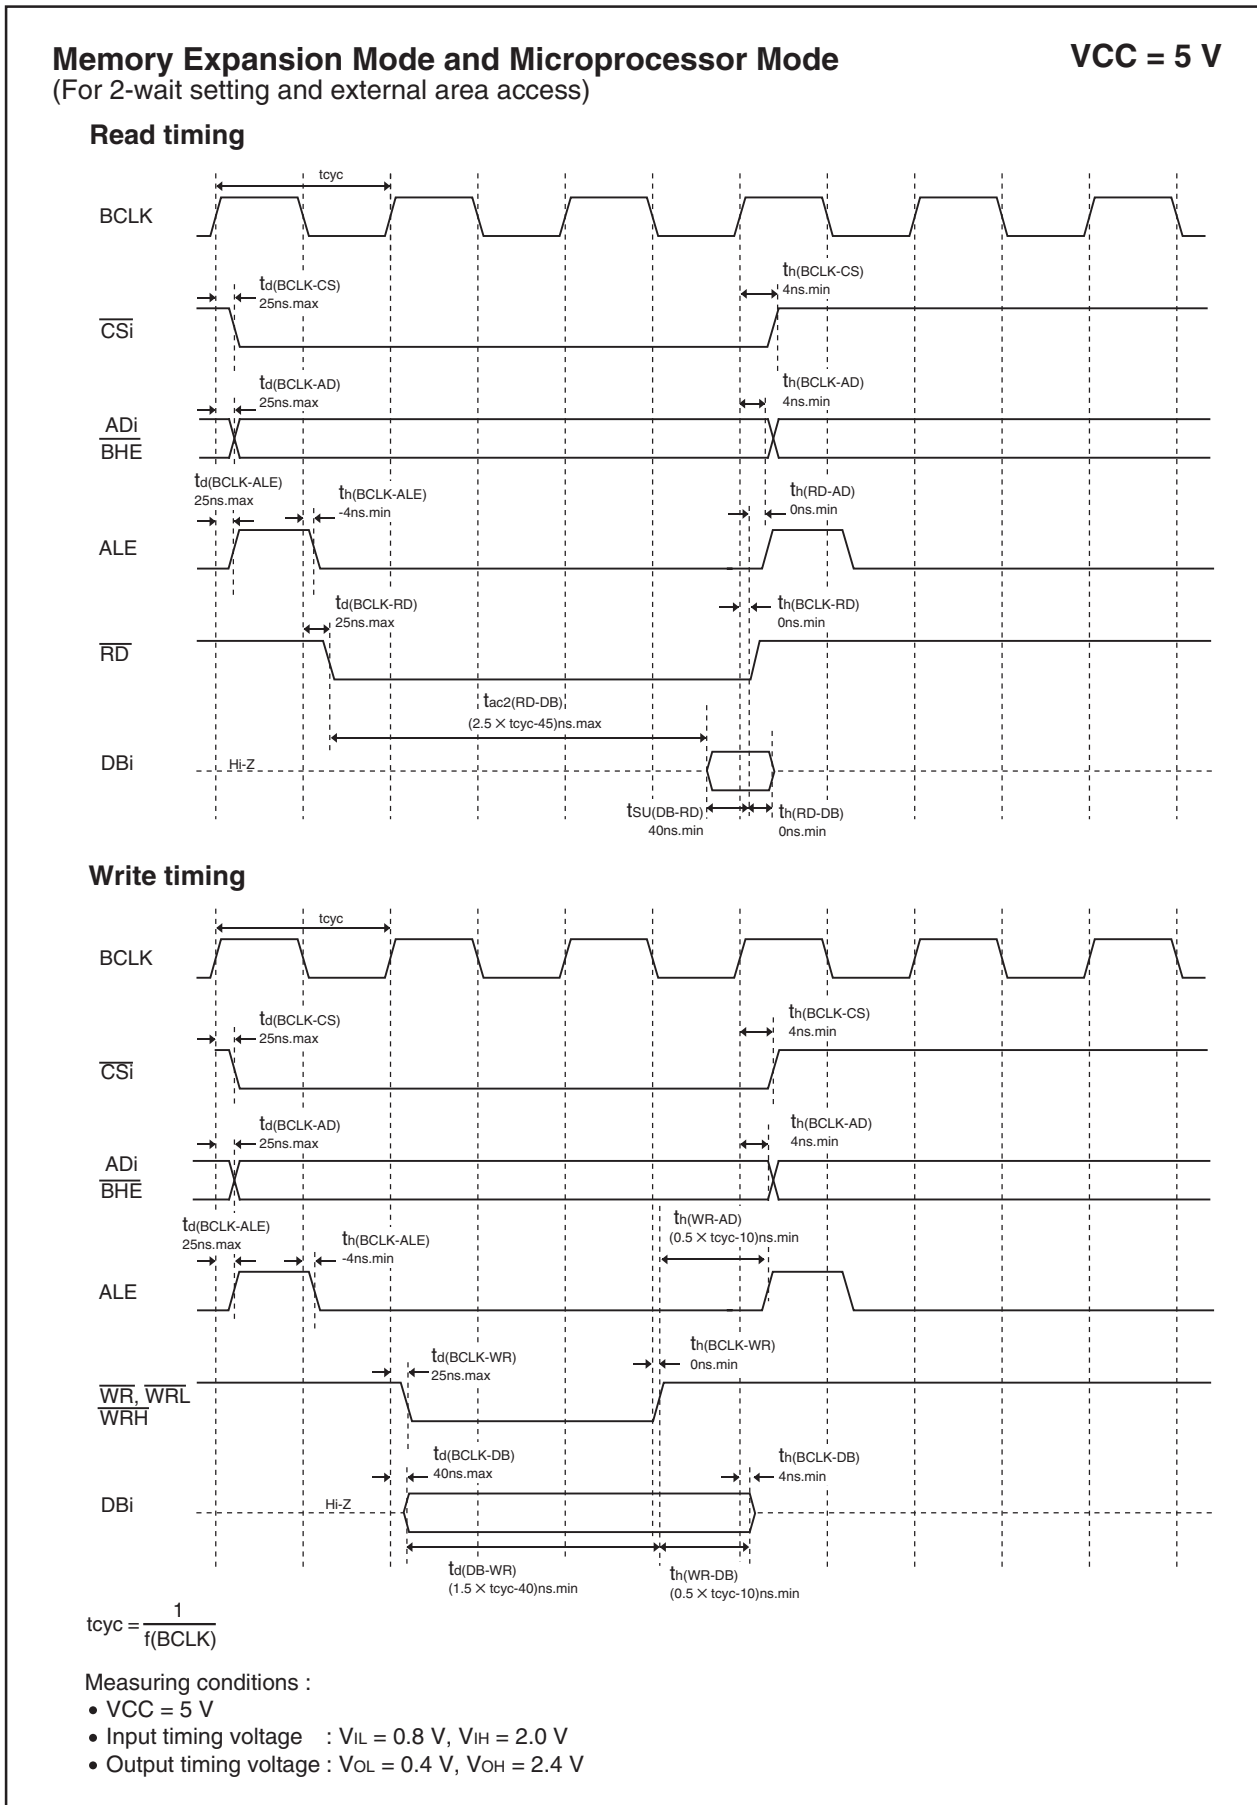 Memory Expansion Mode and Microprocessor Mode VCC = 5 V
(For 2-wait setting and external area access)
Read timing
tcyc
BCLK
td(BCLK-CS)
25ns.max
th(BCLK-CS)
4ns.min
CSi
td(BCLK-AD)
25ns.max
th(BCLK-AD)
4ns.min
ADi
BHE
td(BCLK-ALE)
25ns.max
th(BCLK-ALE)
-4ns.min
th(RD-AD)
0ns.min
ALE
td(BCLK-RD)
25ns.max
th(BCLK-RD)
0ns.min
RD
tac2(RD-DB)
(2.5 × tcyc-45)ns.max
DBi
Hi-Z
tSU(DB-RD)
40ns.min
th(RD-DB)
0ns.min
Write timing
tcyc
BCLK
td(BCLK-CS)
25ns.max
th(BCLK-CS)
4ns.min
CSi
td(BCLK-AD)
25ns.max
th(BCLK-AD)
4ns.min
ADi
BHE
td(BCLK-ALE)
25ns.max
th(BCLK-ALE)
-4ns.min
th(WR-AD)
(0.5 × tcyc-10)ns.min
ALE
td(BCLK-WR)
25ns.max
th(BCLK-WR)
0ns.min
WR, WRL
WRH
td(BCLK-DB)
40ns.max
th(BCLK-DB)
4ns.min
DBi
Hi-Z
td(DB-WR)
(1.5 × tcyc-40)ns.min
th(WR-DB)
(0.5 × tcyc-10)ns.min
tcyc = 1
f(BCLK)
Measuring conditions :
• VCC = 5 V
• Input timing voltage : VIL = 0.8 V, VIH = 2.0 V
• Output timing voltage : VOL = 0.4 V, VOH = 2.4 V